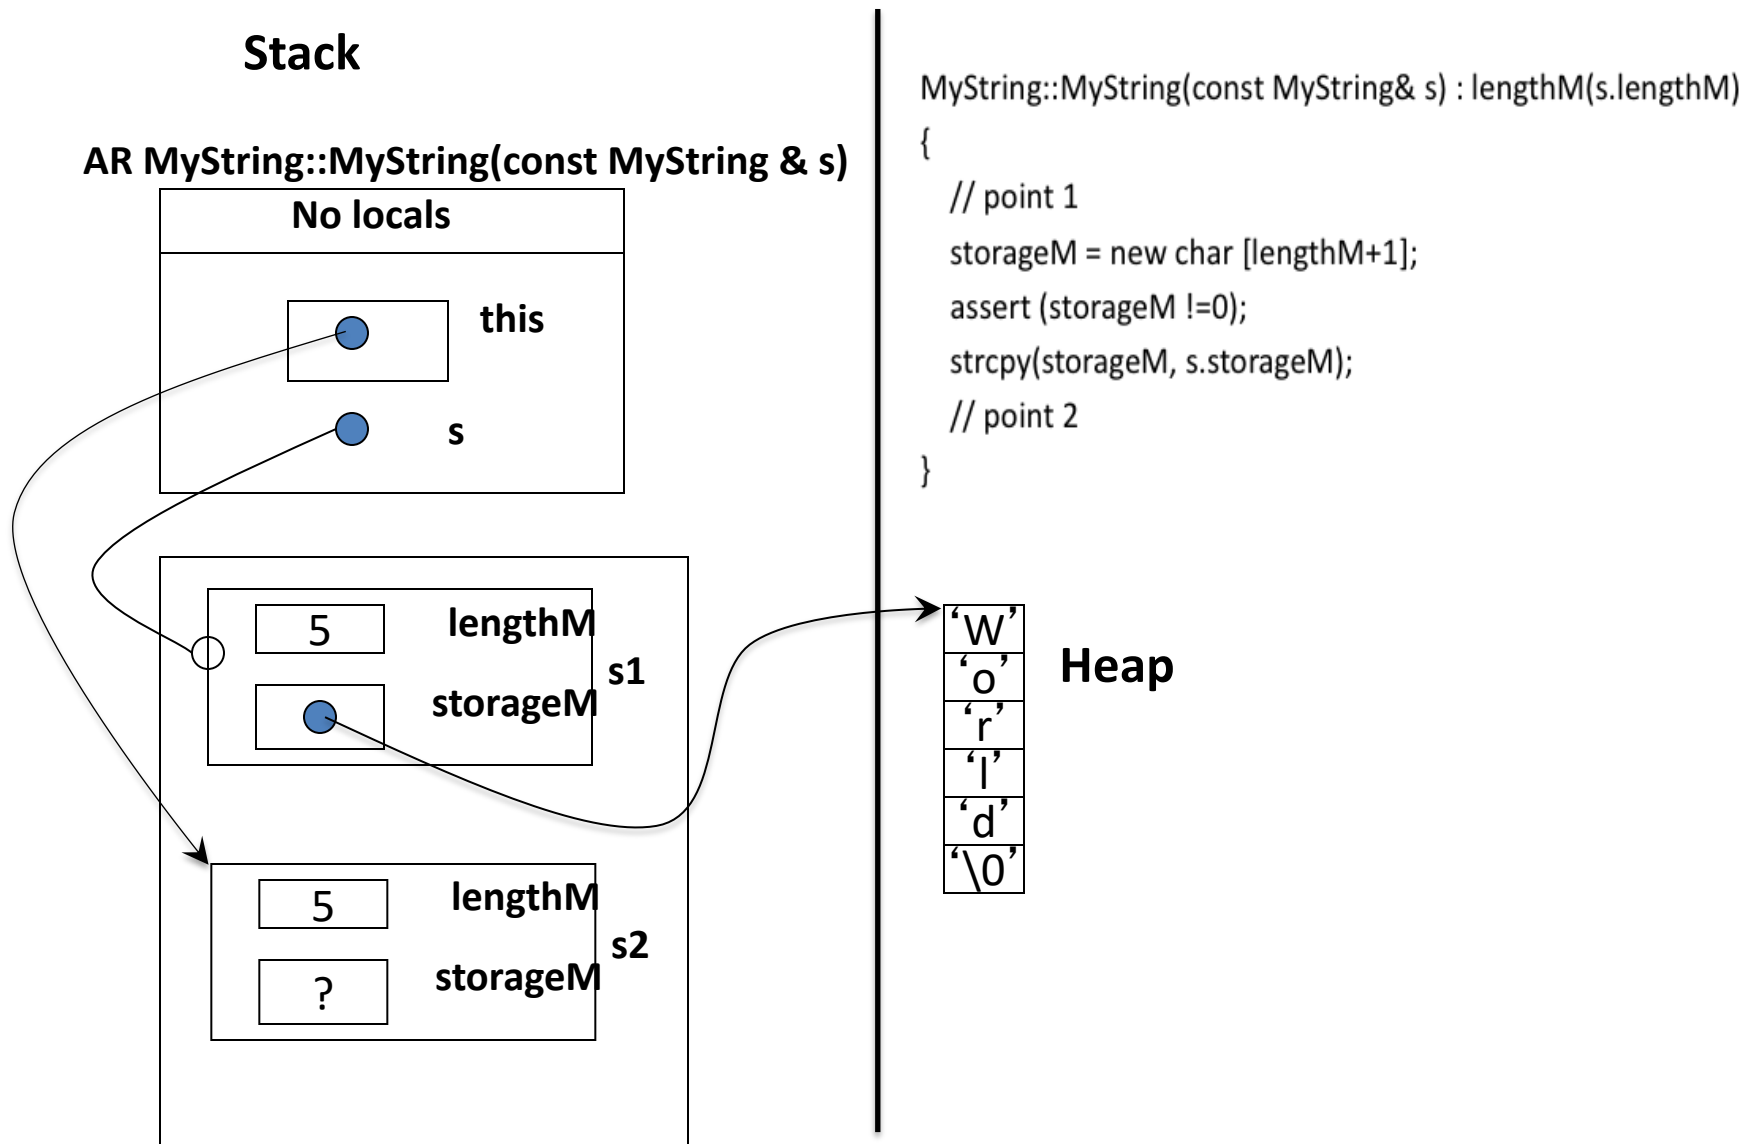 Stack
AR MyString::MyString(const MyString & s)
No locals
this
s
5
lengthM
storageM
s1
5
lengthM
?
storageM
s2
MyString::MyString(const MyString& s) : lengthM(s.lengthM)
{
// point 1
storageM = new char [lengthM+1];
assert (storageM !=0);
strcpy(storageM, s.storageM);
// point 2
}
‘W’
‘o’
‘r’
‘l’
‘d’
‘\0’
Heap